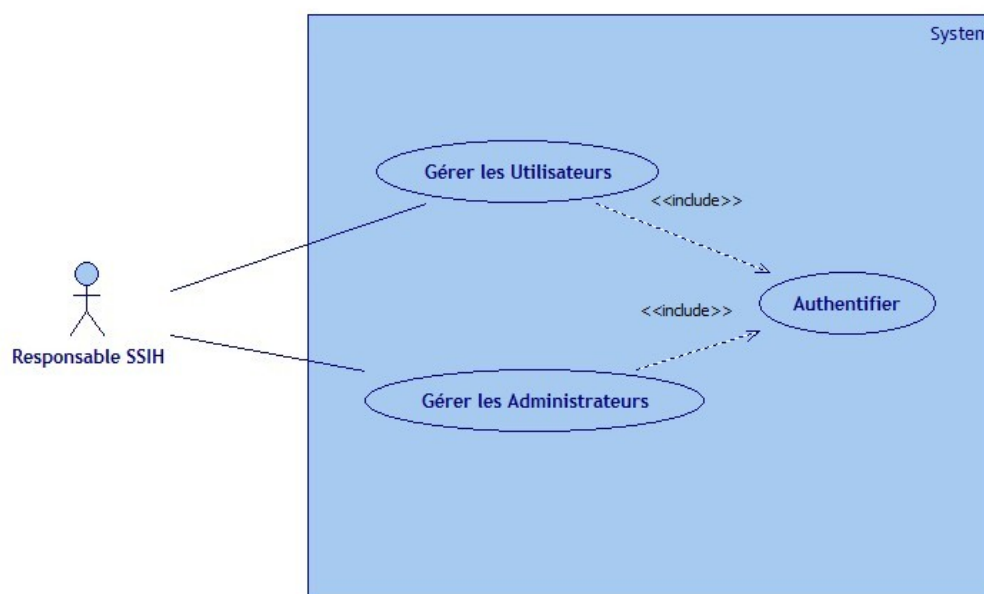 System
Gérer les Utilisateurs
<<include>>
Authentifier
<<include>>
Responsable SSIH
Gérer les Administrateurs